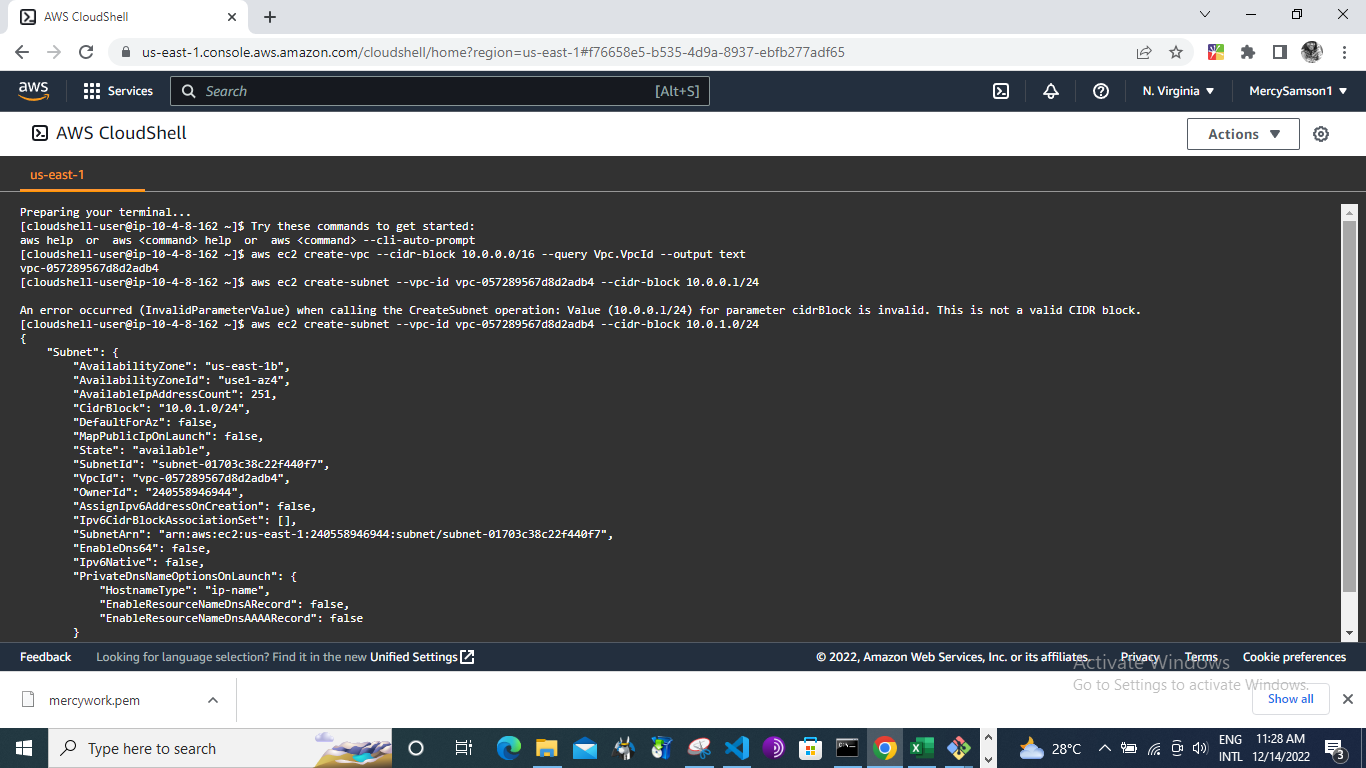 AWS CloudShell
us-east-1.console.aws.amazon.com/cloudshell/home?region=us-east-1#f76658e5-b535-4d9a-8937-ebfb277adf65
aws
Services
Search
[Alt+S]
N. Virginia
MercySamson1
AWS CloudShell
Actions
us-east-1
Preparing your terminal...
[cloudshell-user@ip-10-4-8-162 ~]$ Try these commands to get started:
aws help  or  aws <command> help  or  aws <command> --cli-auto-prompt
[cloudshell-user@ip-10-4-8-162 ~]$ aws ec2 create-vpc --cidr-block 10.0.0.0/16 --query Vpc.VpcId --output text
vpc-057289567d8d2adb4
[cloudshell-user@ip-10-4-8-162 ~]$ aws ec2 create-subnet --vpc-id vpc-057289567d8d2adb4 --cidr-block 10.0.0.l/24
An error occurred (InvalidParameterValue) when calling the CreateSubnet operation: Value (10.0.0.l/24) for parameter cidrBlock is invalid. This is not a valid CIDR block.
[cloudshell-user@ip-10-4-8-162 ~]$ aws ec2 create-subnet --vpc-id vpc-057289567d8d2adb4 --cidr-block 10.0.1.0/24
{
    "Subnet": {
        "AvailabilityZone": "us-east-1b",
        "AvailabilityZoneId": "use1-az4",
        "AvailableIpAddressCount": 251,
        "CidrBlock": "10.0.1.0/24",
        "DefaultForAz": false,
        "MapPublicIpOnLaunch": false,
        "State": "available",
        "SubnetId": "subnet-01703c38c22f440f7",
        "VpcId": "vpc-057289567d8d2adb4",
        "OwnerId": "240558946944",
        "AssignIpv6AddressOnCreation": false,
        "Ipv6CidrBlockAssociationSet": [],
        "SubnetArn": "arn:aws:ec2:us-east-1:240558946944:subnet/subnet-01703c38c22f440f7",
        "EnableDns64": false,
        "Ipv6Native": false,
        "PrivateDnsNameOptionsOnLaunch": {
            "HostnameType": "ip-name",
            "EnableResourceNameDnsARecord": false,
            "EnableResourceNameDnsAAAARecord": false
        }
Feedback
Looking for language selection? Find it in the new Unified Settings
© 2022, Amazon Web Services, Inc. or its affiliates.
Privacy
Terms
Cookie preferences
Activate Windows
Go to Settings to activate Windows.
mercywork.pem
Show all
Type here to search
28°C
ENG
INTL
11:28 AM
12/14/2022
3